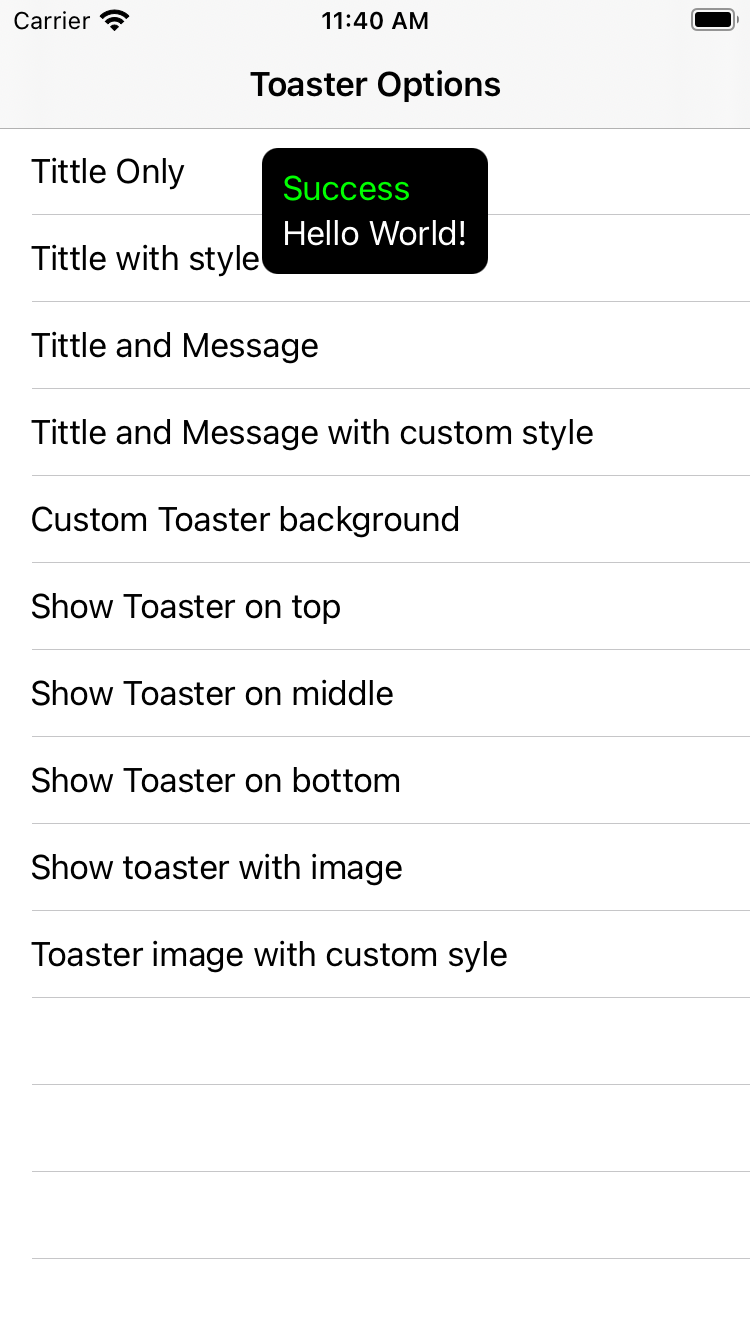 Carrier 11:40 AM
Toaster Options
Tittle Only
Success
Hello World!
Tittle with style
Tittle and Message
Tittle and Message with custom style
Custom Toaster background
Show Toaster on top
Show Toaster on middle
Show Toaster on bottom
Show toaster with image
Toaster image with custom syle